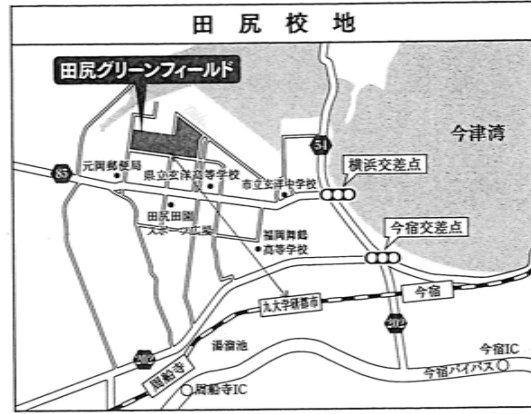 田尻校地
田尻グリーンフィールド
今津湾
54
横浜交差点
元岡郵便局
85
県立玄洋高等学校
市立玄洋中学校
田尻田園
スポーツ広場
福岡舞鶴
高等学校
今宿交差点
九大学研都市
今宿
202
湯溜池
202
周船寺
周船寺IC
今宿IC
今宿バイパス